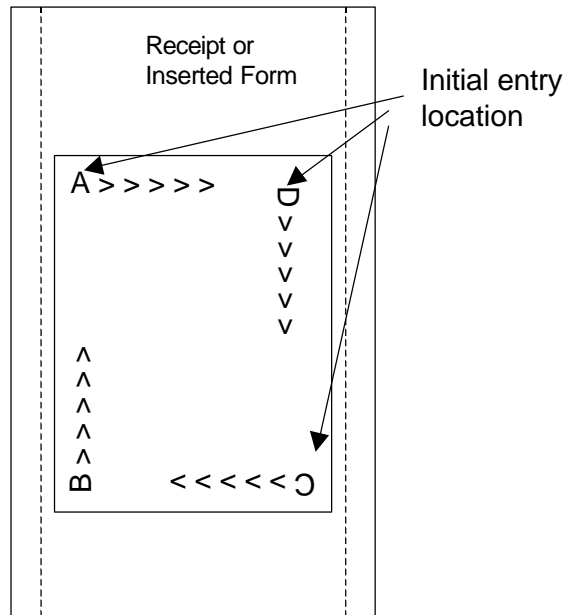 Receipt or
Inserted Form
Initial entry
location
A > > > > >
D > > > > >
B > > > > >
C > > > > >